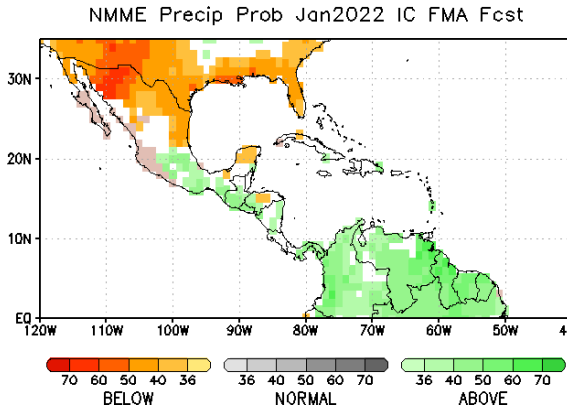 NMME Precip Prob Jan2022 IC FMA Fcst
30N
20N
10N
EQ
120W 110W 100W 90W 80W 70W 60W 50W 40W
70 60 50 40 36 36 40 50 60 70 36 40 50 60 70
BELOW NORMAL ABOVE